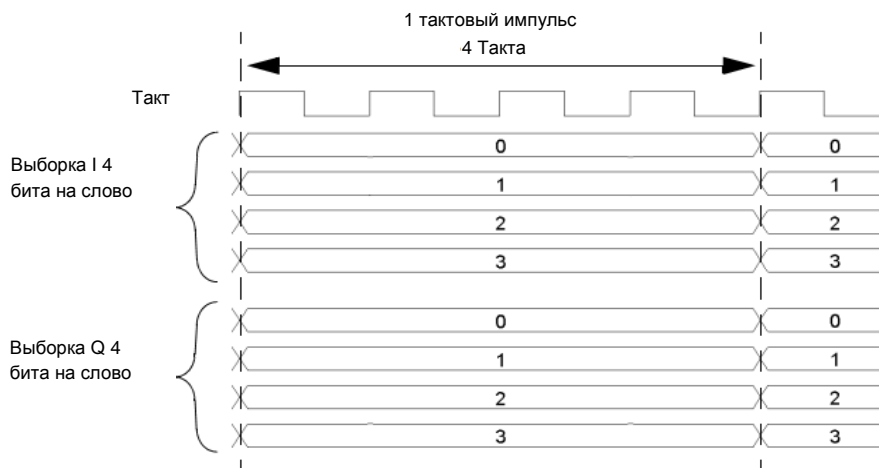 1 тактовый импульс
4 Такта
Такт
Выборка I 4
бита на слово
0 0
1 1
2 2
3 3
Выборка Q 4
бита на слово
0 0
1 1
2 2
3 3